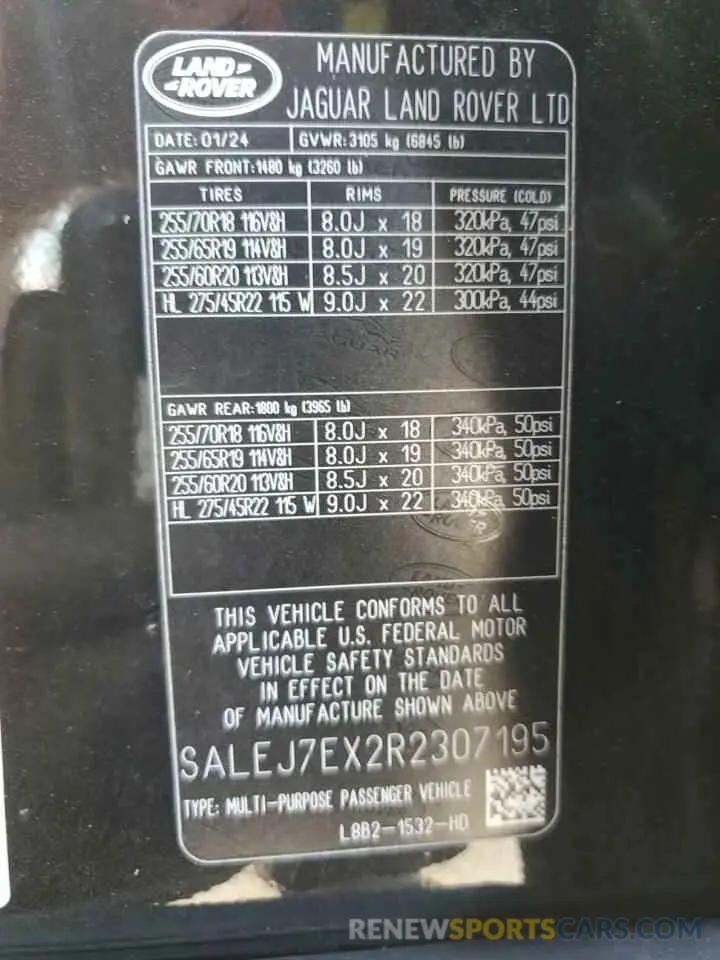 LAND ROVER
MANUFACTURED BY
JAGUAR LAND ROVER LTD
DATE: 01/24 GVWR: 3105 kg (6845 lb)
GAWR FRONT: 1480 kg (3260 lb)
TIRES RIMS PRESSURE (COLD)
255/70R18 116V&H 8.0J x 18 320kPa, 47psi
255/65R19 114V&H 8.0J x 19 320kPa, 47psi
255/60R20 113V&H 8.5J x 20 320kPa, 47psi
HL 275/45R22 115 W 9.0J x 22 300kPa, 44psi
JAGUAR
GAWR REAR: 1800 kg (3965 lb)
255/70R18 116V&H 8.0J x 18 340kPa, 50psi
255/65R19 114V&H 8.0J x 19 340kPa, 50psi
255/60R20 113V&H 8.5J x 20 340kPa, 50psi
HL 275/45R22 115 W 9.0J x 22 340kPa, 50psi
LAND ROVER
LAND ROVER
THIS VEHICLE CONFORMS TO ALL
APPLICABLE U.S. FEDERAL MOTOR
VEHICLE SAFETY STANDARDS
IN EFFECT ON THE DATE
OF MANUFACTURE SHOWN ABOVE
SALEJ7EX2R2307195
TYPE: MULTI-PURPOSE PASSENGER VEHICLE
L8B2-1532-HD
RENEWSPORTSCARS.COM